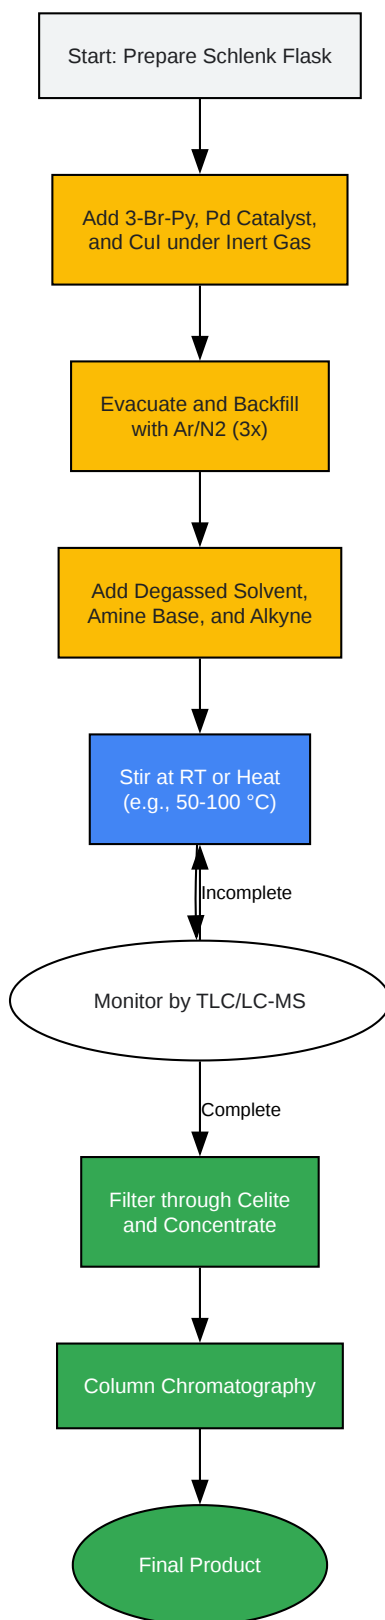 Start: Prepare Schlenk Flask
Add 3-Br-Py, Pd Catalyst,
and CuI under Inert Gas
Evacuate and Backfill
with Ar/N2 (3x)
Add Degassed Solvent,
Amine Base, and Alkyne
Stir at RT or Heat
(e.g., 50-100 °C)
Incomplete
Monitor by TLC/LC-MS
Complete
Filter through Celite
and Concentrate
Column Chromatography
Final Product